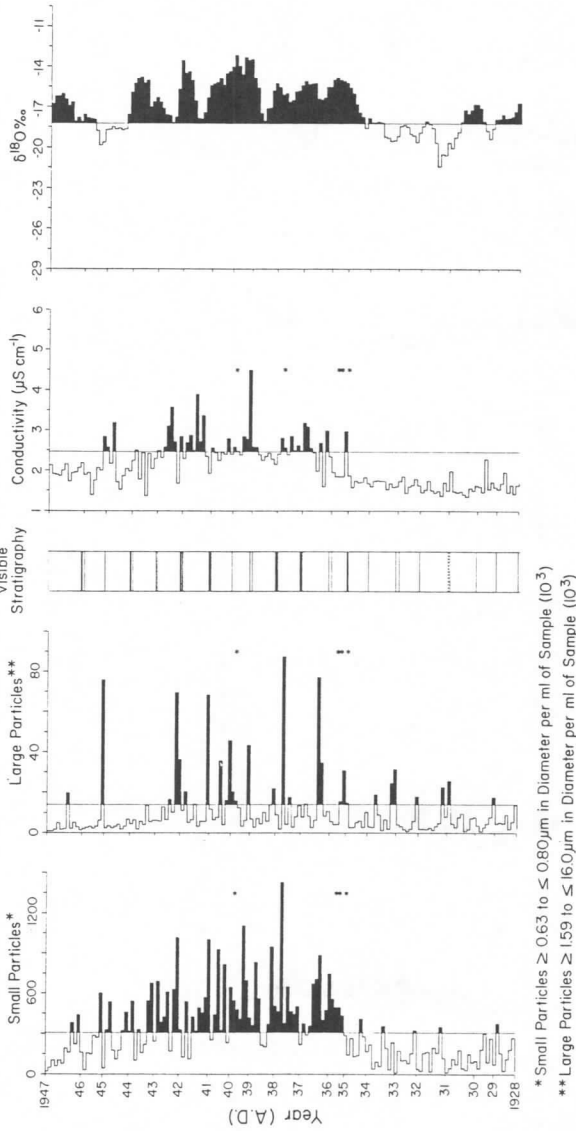 Small Particles*
Large Particles**
Visible
Stratigraphy
Conductivity (μS cm⁻¹)
δ¹⁸O‰
0 600 1200
0 40 80
1 2 3 4 5 6
-29 -26 -23 -20 -17 -14 -11
Year (A.D.)
1947
46
45
44
43
42
41
40
39
38
37
36
35
34
33
32
31
30
29
1928
* Small Particles ≥ 0.63 to ≤ 0.80μm in Diameter per ml of Sample (10³)
** Large Particles ≥ 1.59 to ≤ 16.0μm in Diameter per ml of Sample (10³)